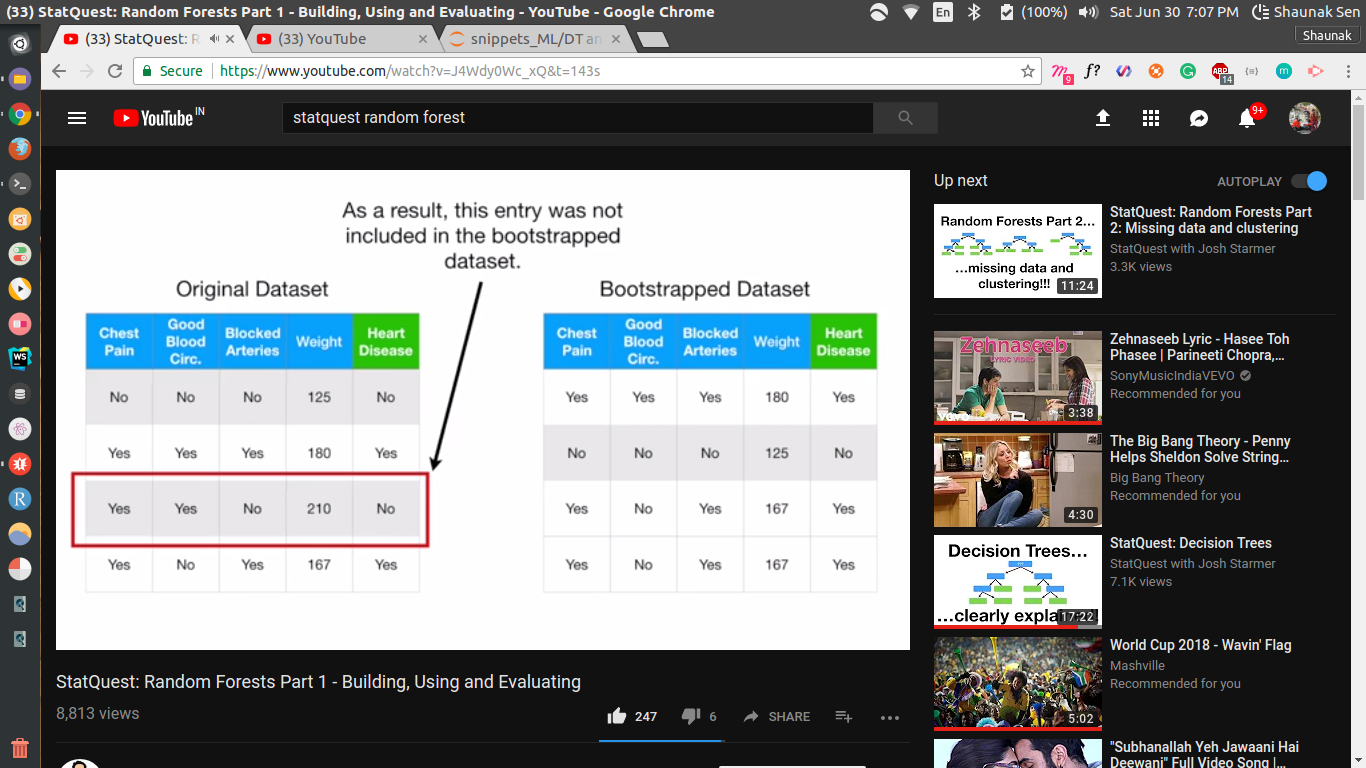 (33) StatQuest: Random Forests Part 1 - Building, Using and Evaluating - YouTube - Google Chrome
En
(100%)
Sat Jun 30 7:07 PM
Shaunak Sen
(33) StatQuest: R
(33) YouTube
snippets_ML/DT an
Shaunak
Secure
https://www.youtube.com/watch?v=J4Wdy0Wc_xQ&t=143s
9
f?
ABP
14
m
YouTube IN
statquest random forest
9+
As a result, this entry was not
included in the bootstrapped
dataset.
Original Dataset
Chest Pain Good Blood Circ. Blocked Arteries Weight Heart Disease
No No No 125 No
Yes Yes Yes 180 Yes
Yes Yes No 210 No
Yes No Yes 167 Yes
Bootstrapped Dataset
Chest Pain Good Blood Circ. Blocked Arteries Weight Heart Disease
Yes Yes Yes 180 Yes
No No No 125 No
Yes No Yes 167 Yes
Yes No Yes 167 Yes
StatQuest: Random Forests Part 1 - Building, Using and Evaluating
8,813 views
247
6
SHARE
Up next
AUTOPLAY
Random Forests Part 2...
...missing data and
clustering!!!
11:24
StatQuest: Random Forests Part
2: Missing data and clustering
StatQuest with Josh Starmer
3.3K views
Zehnaseeb
LYRIC VIDEO
vevo
3:38
Zehnaseeb Lyric - Hasee Toh
Phasee | Parineeti Chopra,...
SonyMusicIndiaVEVO
Recommended for you
4:30
The Big Bang Theory - Penny
Helps Sheldon Solve String...
Big Bang Theory
Recommended for you
Decision Trees...
...clearly expla
17:22
StatQuest: Decision Trees
StatQuest with Josh Starmer
7.1K views
5:02
World Cup 2018 - Wavin' Flag
Mashville
Recommended for you
"Subhanallah Yeh Jawaani Hai
Deewani" Full Video Song |...
WS
R